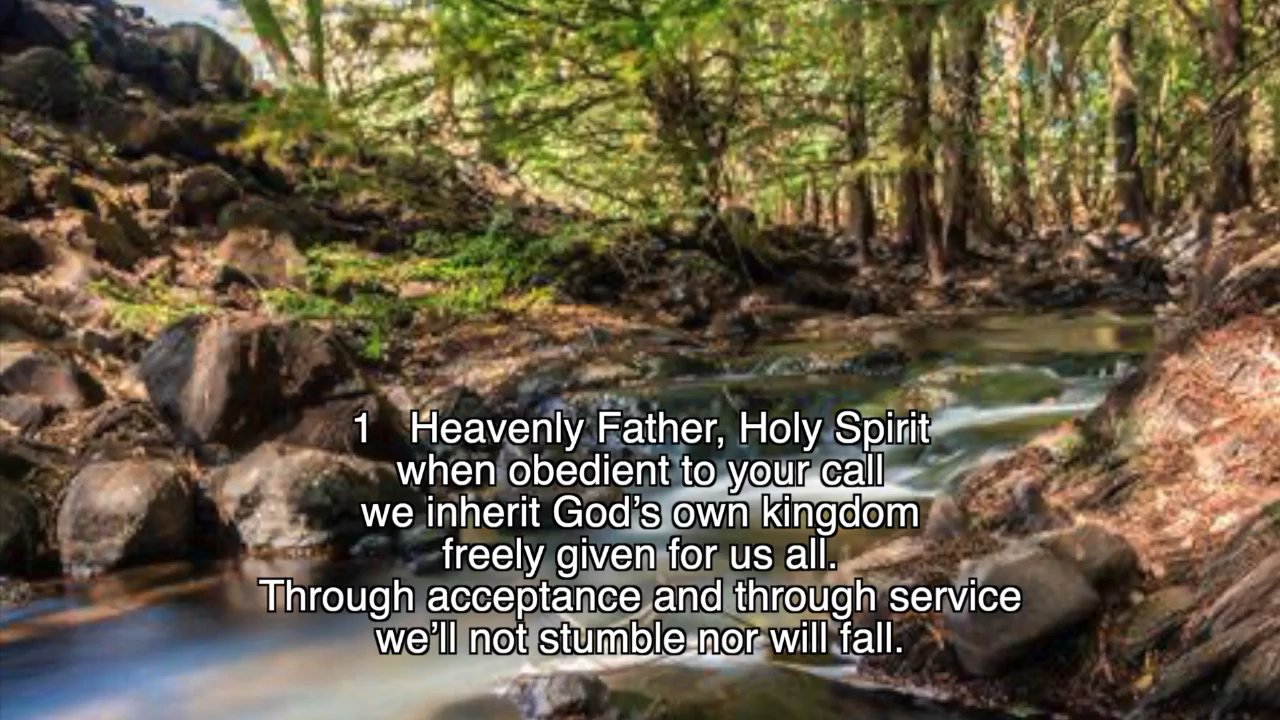 1 Heavenly Father, Holy Spirit
when obedient to your call
we inherit God’s own kingdom
freely given for us all.
Through acceptance and through service
we’ll not stumble nor will fall.